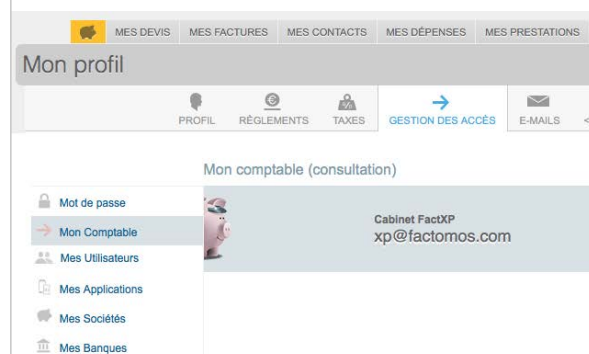 MES DEVIS MES FACTURES MES CONTACTS MES DÉPENSES MES PRESTATIONS
Mon profil
PROFIL RÈGLEMENTS TAXES GESTION DES ACCÈS E-MAILS
Mon comptable (consultation)
Mot de passe
Mon Comptable
Mes Utilisateurs
Mes Applications
Mes Sociétés
Mes Banques
Cabinet FactXP
xp@factomos.com